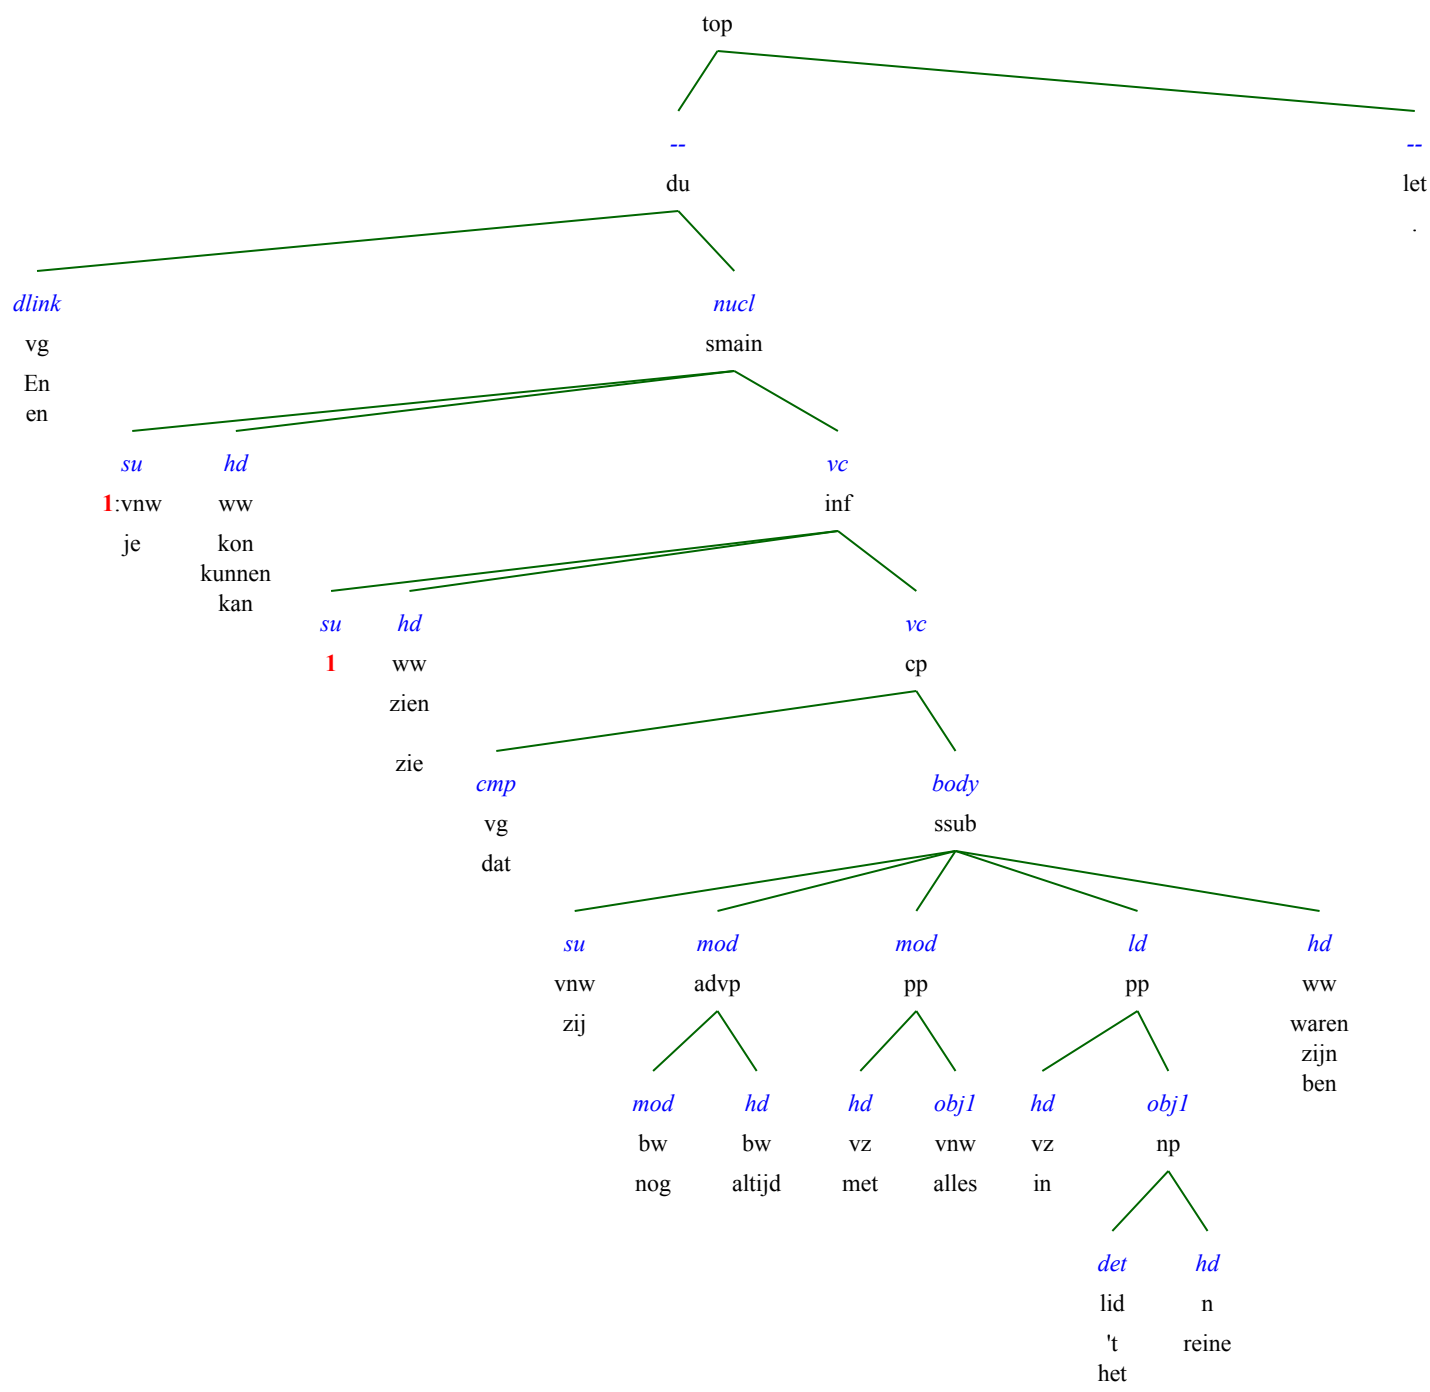 top
-- --
du let
.
dlink nucl
vg smain
En
en
su hd vc
1:vnw ww inf
je kon
kunnen
kan
su hd vc
1 ww cp
zien
zie
cmp body
vg ssub
dat
su mod mod ld hd
vnw advp pp pp ww
zij waren
zijn
ben
mod hd hd obj1 hd obj1
bw bw vz vnw vz np
nog altijd met alles in
det hd
lid n
't reine
het